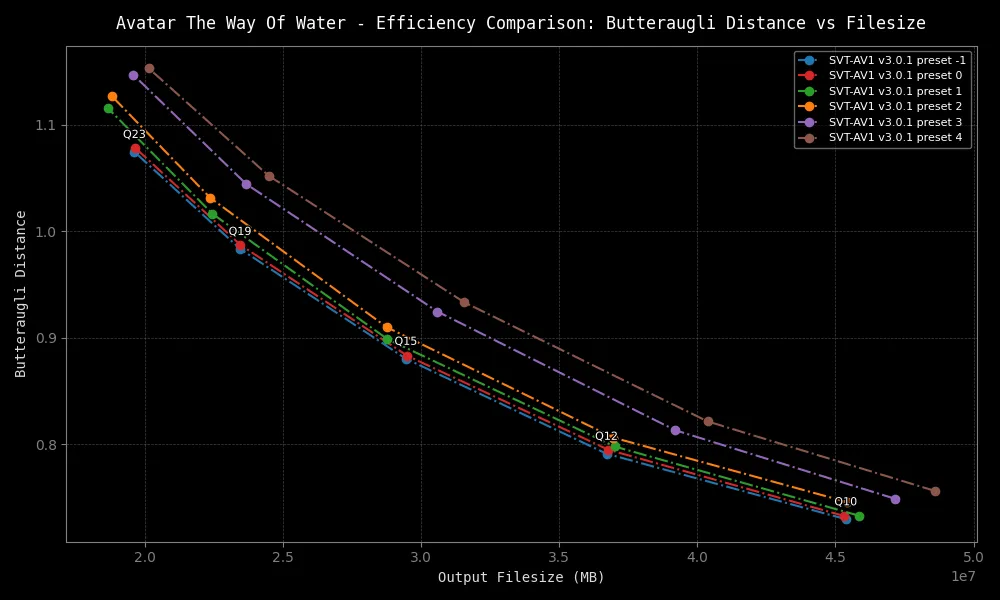 Avatar The Way Of Water - Efficiency Comparison: Butteraugli Distance vs Filesize
SVT-AV1 v3.0.1 preset -1
SVT-AV1 v3.0.1 preset 0
SVT-AV1 v3.0.1 preset 1
SVT-AV1 v3.0.1 preset 2
SVT-AV1 v3.0.1 preset 3
SVT-AV1 v3.0.1 preset 4
Butteraugli Distance
1.1
1.0
0.9
0.8
Q23
Q19
Q15
Q12
Q10
2.0 2.5 3.0 3.5 4.0 4.5 5.0
1e7
Output Filesize (MB)